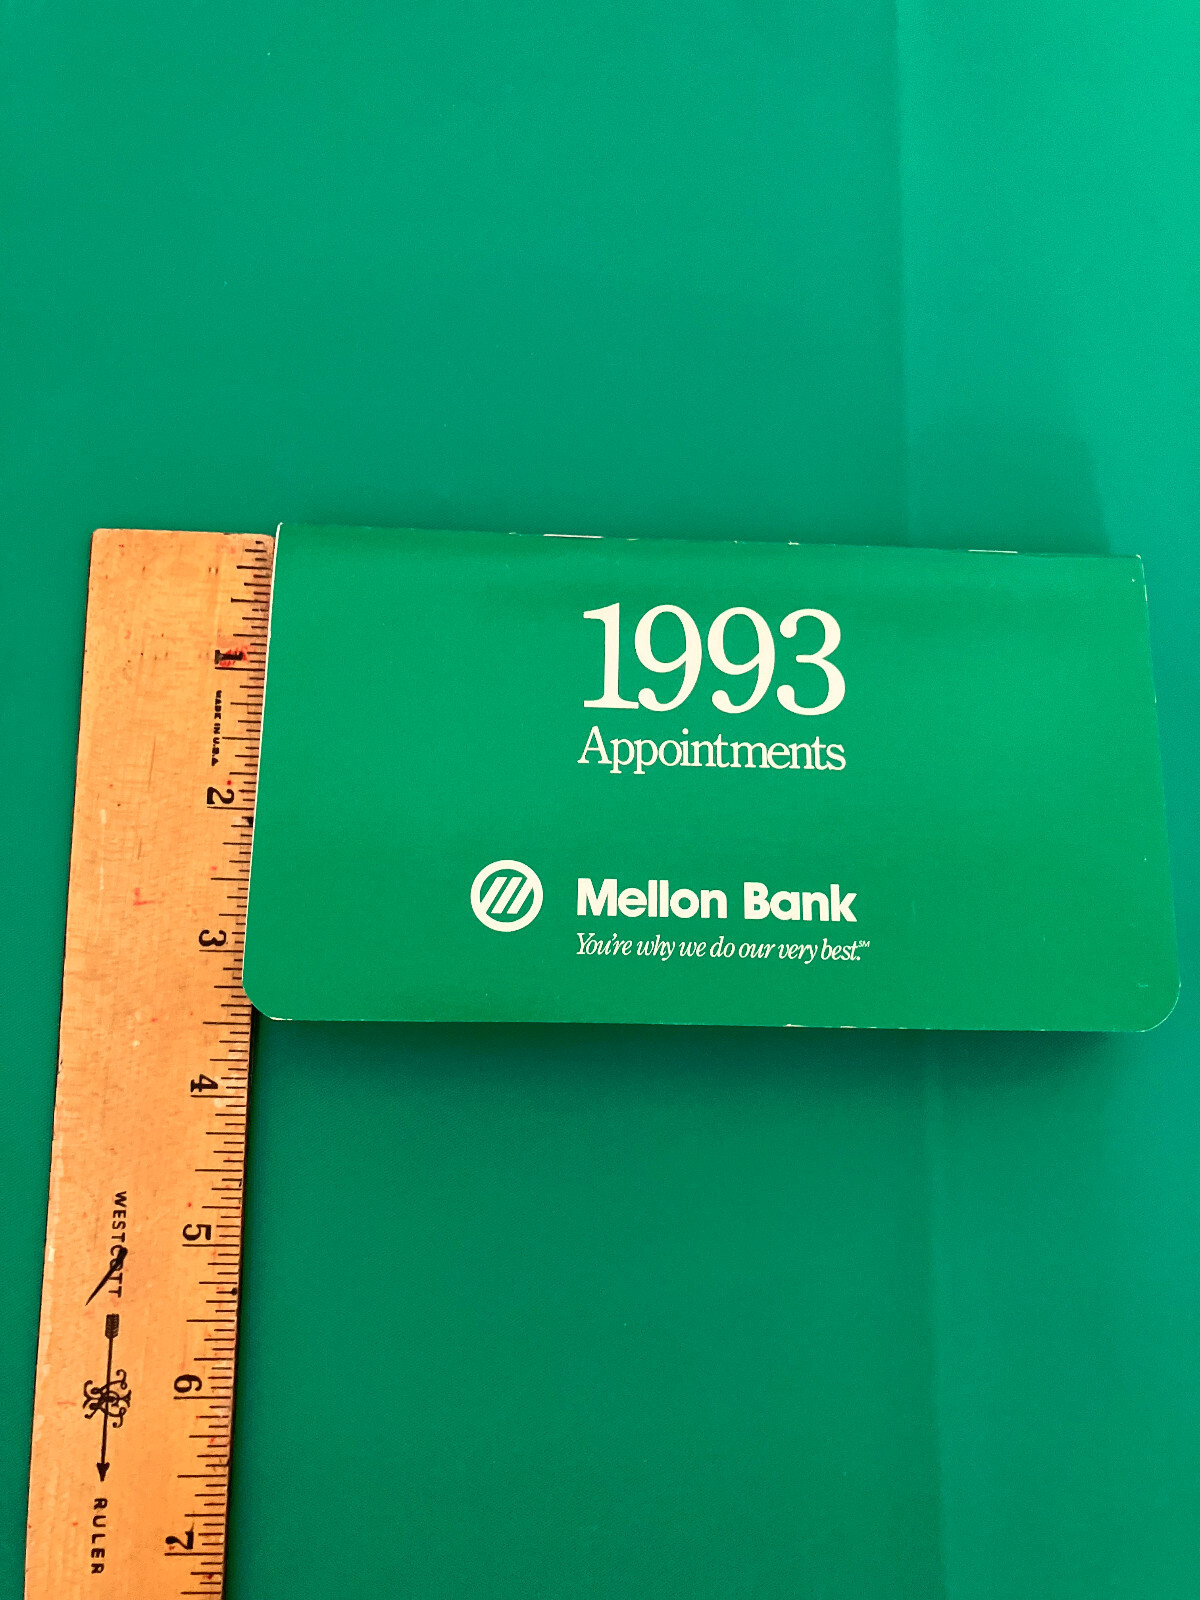 1993
Appointments
Mellon Bank
You're why we do our very best.℠
1
MADE IN U.S.A.
2
3
4
5
6
7
WESTCOTT
RULER